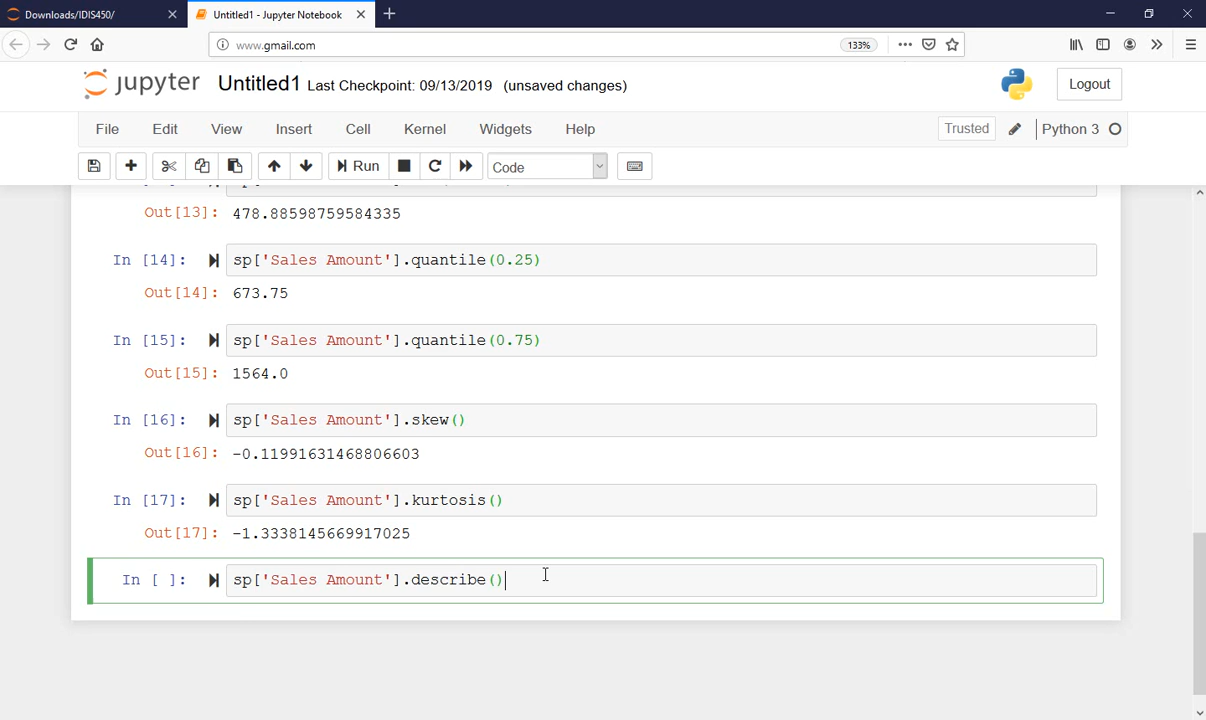 Downloads/IDIS450/
Untitled1 - Jupyter Notebook
www.gmail.com
133%
jupyter Untitled1 Last Checkpoint: 09/13/2019 (unsaved changes)
Logout
File Edit View Insert Cell Kernel Widgets Help
Trusted
Python 3
Run
Code
Out[13]: 478.88598759584335
In [14]: sp['Sales Amount'].quantile(0.25)
Out[14]: 673.75
In [15]: sp['Sales Amount'].quantile(0.75)
Out[15]: 1564.0
In [16]: sp['Sales Amount'].skew()
Out[16]: -0.11991631468806603
In [17]: sp['Sales Amount'].kurtosis()
Out[17]: -1.3338145669917025
In [ ]: sp['Sales Amount'].describe()